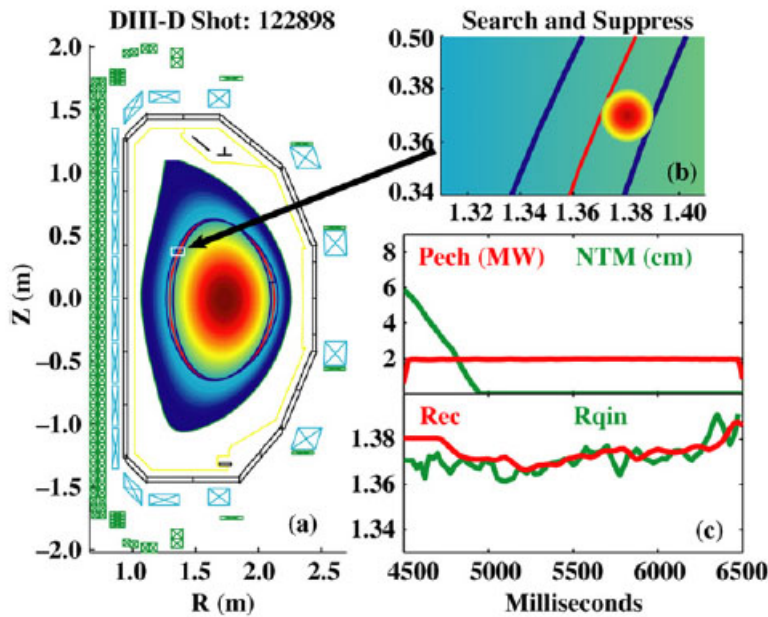 DIII-D Shot: 122898
2.0
1.5
1.0
0.5
0.0
−0.5
−1.0
−1.5
−2.0
Z (m)
1.0 1.5 2.0 2.5
R (m)
(a)
Search and Suppress
0.50
0.38
0.36
0.34
(b)
1.32 1.34 1.36 1.38 1.40
Pech (MW) NTM (cm)
8
6
4
2
Rec Rqin
1.38
1.36
1.34
(c)
4500 5000 5500 6000 6500
Milliseconds